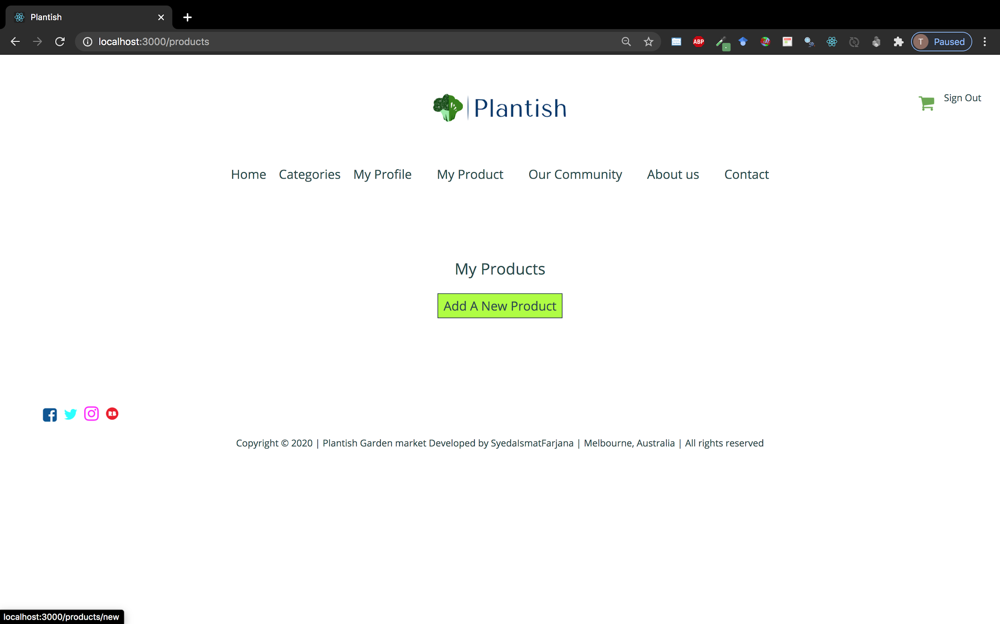 Plantish
localhost:3000/products
ABP
T
Paused
Plantish
Sign Out
Home Categories My Profile My Product Our Community About us Contact
My Products
Add A New Product
RB
Copyright © 2020 | Plantish Garden market Developed by SyedaIsmatFarjana | Melbourne, Australia | All rights reserved
localhost:3000/products/new